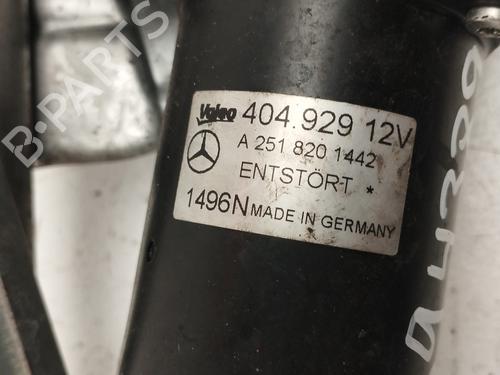 B-PARTS
Valeo 404.929 12V
A 251 820 1442
ENTSTÖRT *
1496N MADE IN GERMANY